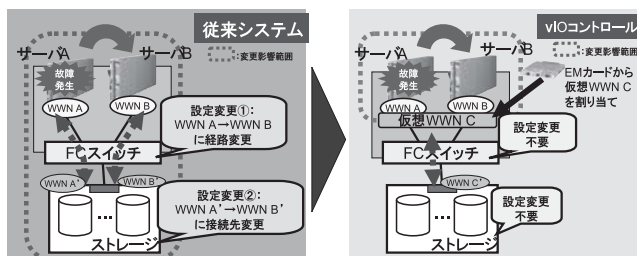 従来システム
サーバA
サーバB
:変更影響範囲
故障
発生
WWN A
WWN B
設定変更①:
WWN A→WWN B
に経路変更
FCスイッチ
WWN A'
WWN B'
設定変更②:
WWN A'→WWN B'
に接続先変更
...
ストレージ
vIOコントロール
サーバA
サーバB
:変更影響範囲
故障
発生
EMカードから
仮想WWN C
を割り当て
WWN A
WWN B
仮想WWN C
設定変更
不要
FCスイッチ
WWN C'
設定変更
不要
...
ストレージ